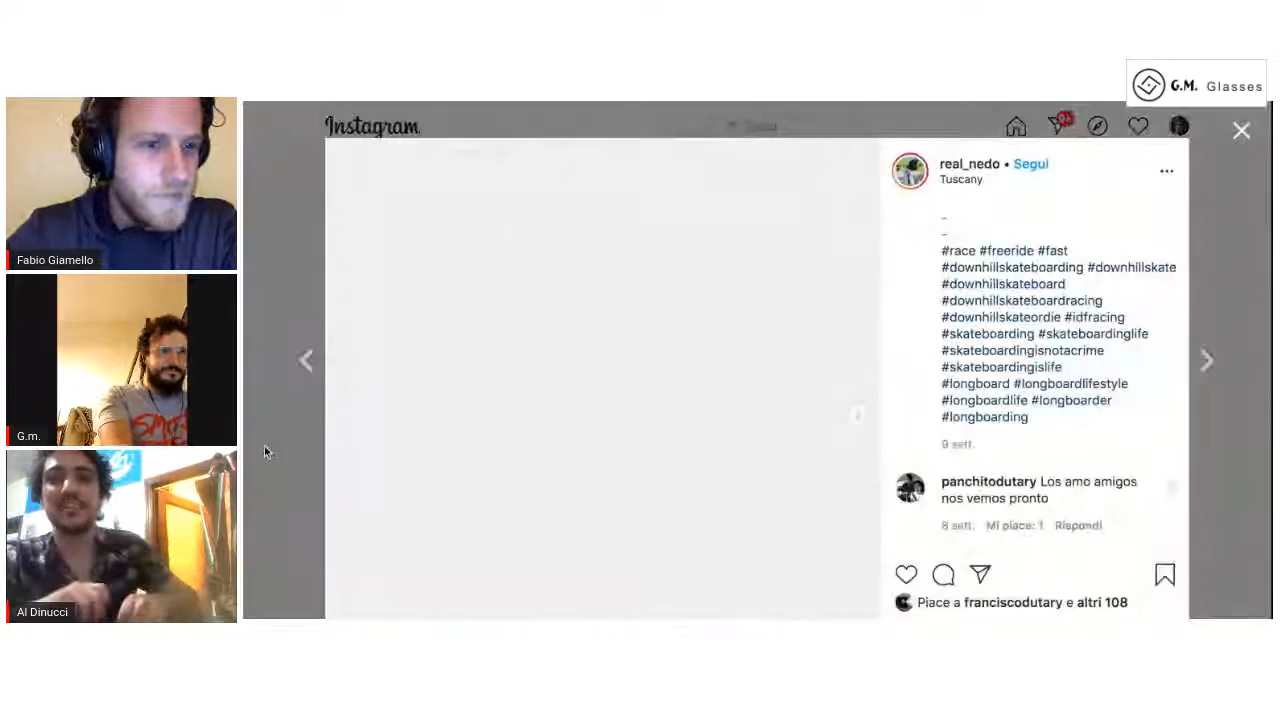 G.M. Glasses
Fabio Giamello
G.m.
Al Dinucci
Instagram
real_nedo • Segui
Tuscany
-
-
#race #freeride #fast
#downhillskateboarding #downhillskate
#downhillskateboard
#downhillskateboardracing
#downhillskateordie #idfracing
#skateboarding #skateboardinglife
#skateboardingisnotacrime
#skateboardingislife
#longboard #longboardlifestyle
#longboardlife #longboarder
#longboarding
9 sett.
panchitodutary Los amo amigos
nos vemos pronto
8 sett. Mi piace: 1 Rispondi
Piace a franciscodutary e altri 108